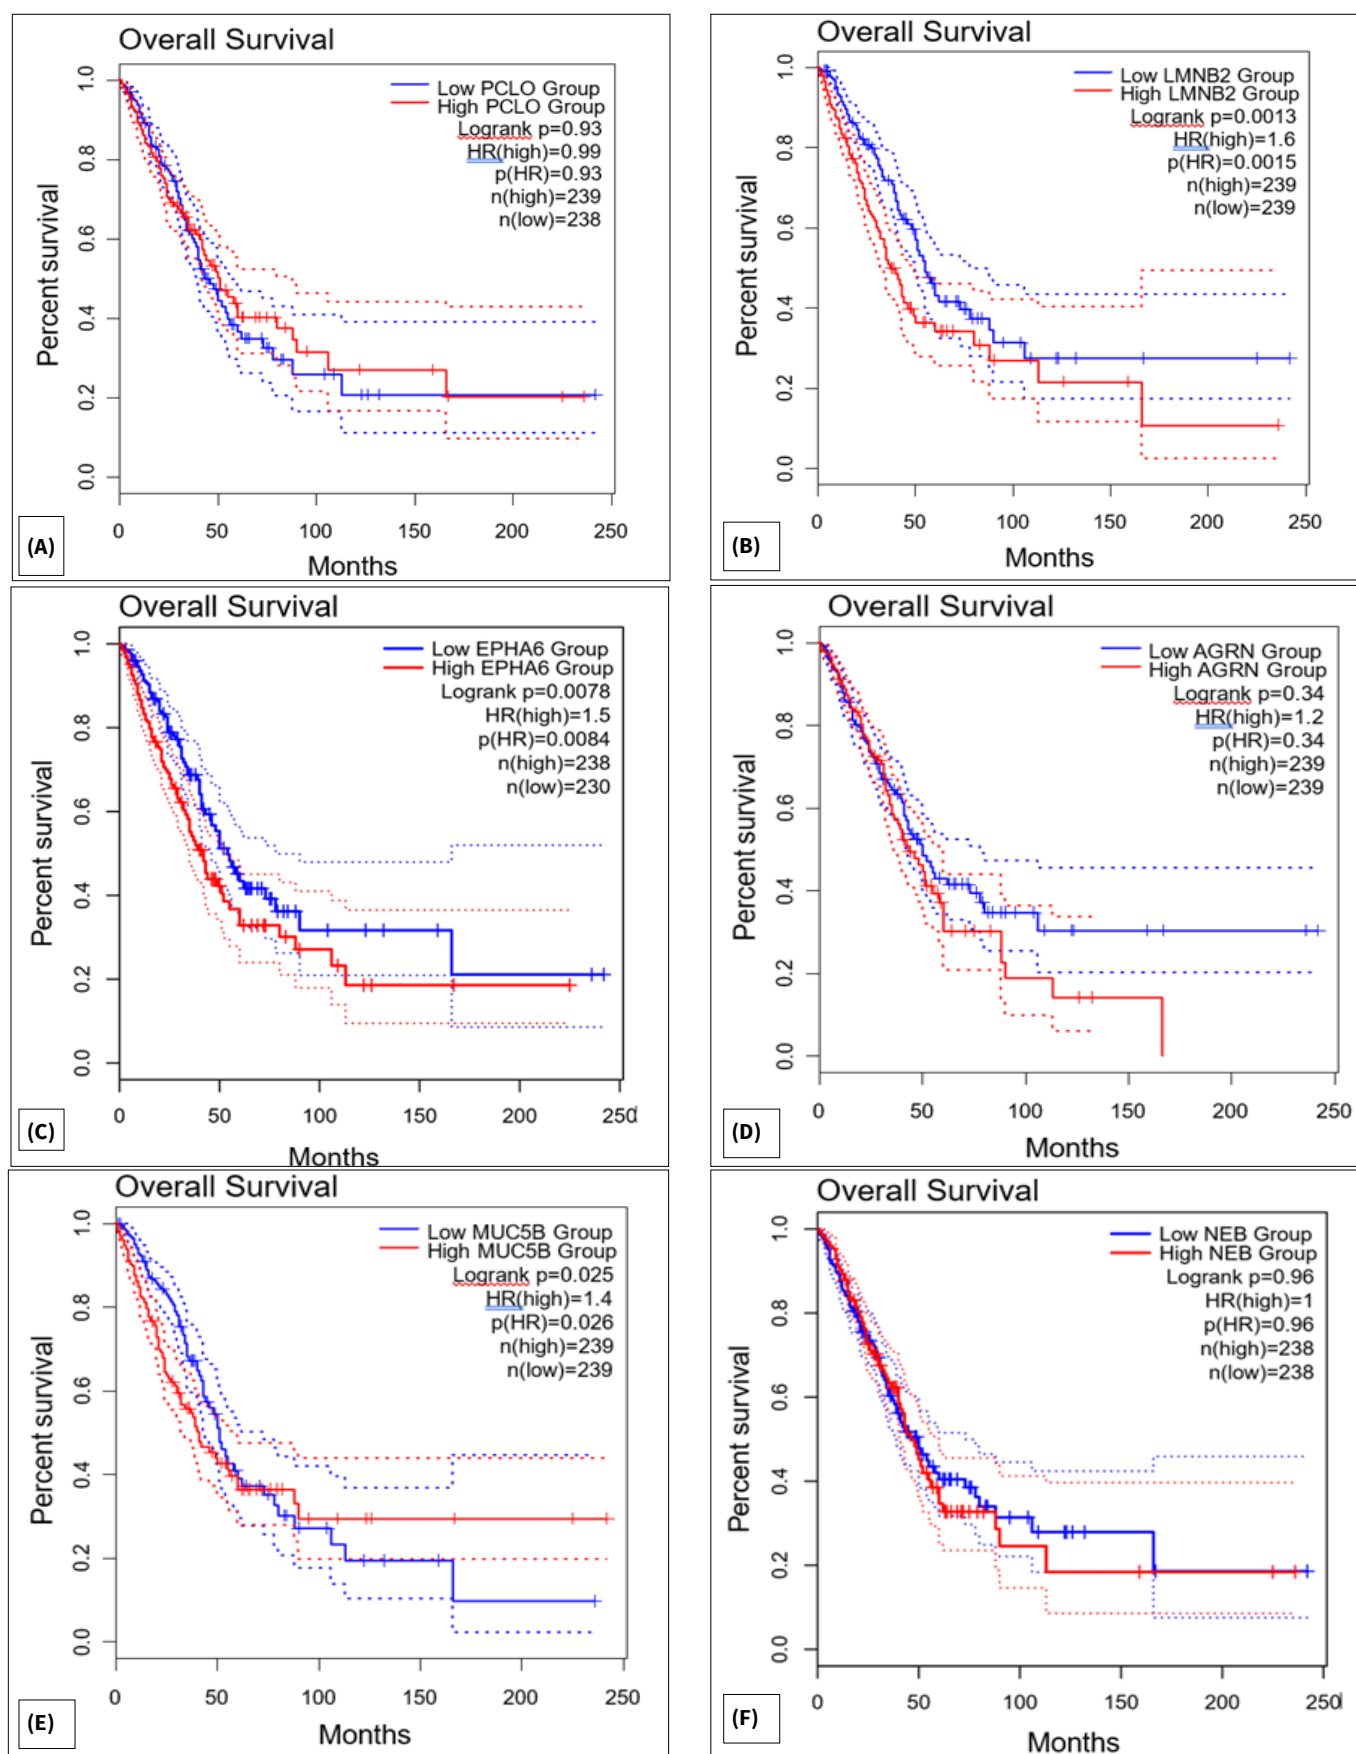 Overall Survival
Low PCLO Group
High PCLO Group
Logrank p=0.93
HR(high)=0.99
p(HR)=0.93
n(high)=239
n(low)=238
Percent survival
0.0 0.2 0.4 0.6 0.8 1.0
0 50 100 150 200 250
Months
(A)
Overall Survival
Low LMNB2 Group
High LMNB2 Group
Logrank p=0.0013
HR(high)=1.6
p(HR)=0.0015
n(high)=239
n(low)=239
Percent survival
0.0 0.2 0.4 0.6 0.8 1.0
0 50 100 150 200 250
Months
(B)
Overall Survival
Low EPHA6 Group
High EPHA6 Group
Logrank p=0.0078
HR(high)=1.5
p(HR)=0.0084
n(high)=238
n(low)=230
Percent survival
0.0 0.2 0.4 0.6 0.8 1.0
0 50 100 150 200 250
Months
(C)
Overall Survival
Low AGRN Group
High AGRN Group
Logrank p=0.34
HR(high)=1.2
p(HR)=0.34
n(high)=239
n(low)=239
Percent survival
0.0 0.2 0.4 0.6 0.8 1.0
0 50 100 150 200 250
Months
(D)
Overall Survival
Low MUC5B Group
High MUC5B Group
Logrank p=0.025
HR(high)=1.4
p(HR)=0.026
n(high)=239
n(low)=239
Percent survival
0.0 0.2 0.4 0.6 0.8 1.0
0 50 100 150 200 250
Months
(E)
Overall Survival
Low NEB Group
High NEB Group
Logrank p=0.96
HR(high)=1
p(HR)=0.96
n(high)=238
n(low)=238
Percent survival
0.0 0.2 0.4 0.6 0.8 1.0
0 50 100 150 200 250
Months
(F)